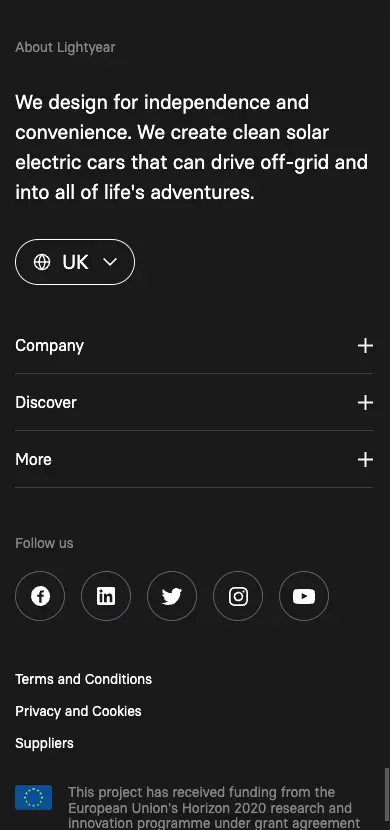 About Lightyear
We design for independence and
convenience. We create clean solar
electric cars that can drive off-grid and
into all of life's adventures.
UK
Company
Discover
More
Follow us
Terms and Conditions
Privacy and Cookies
Suppliers
This project has received funding from the
European Union's Horizon 2020 research and
innovation programme under grant agreement